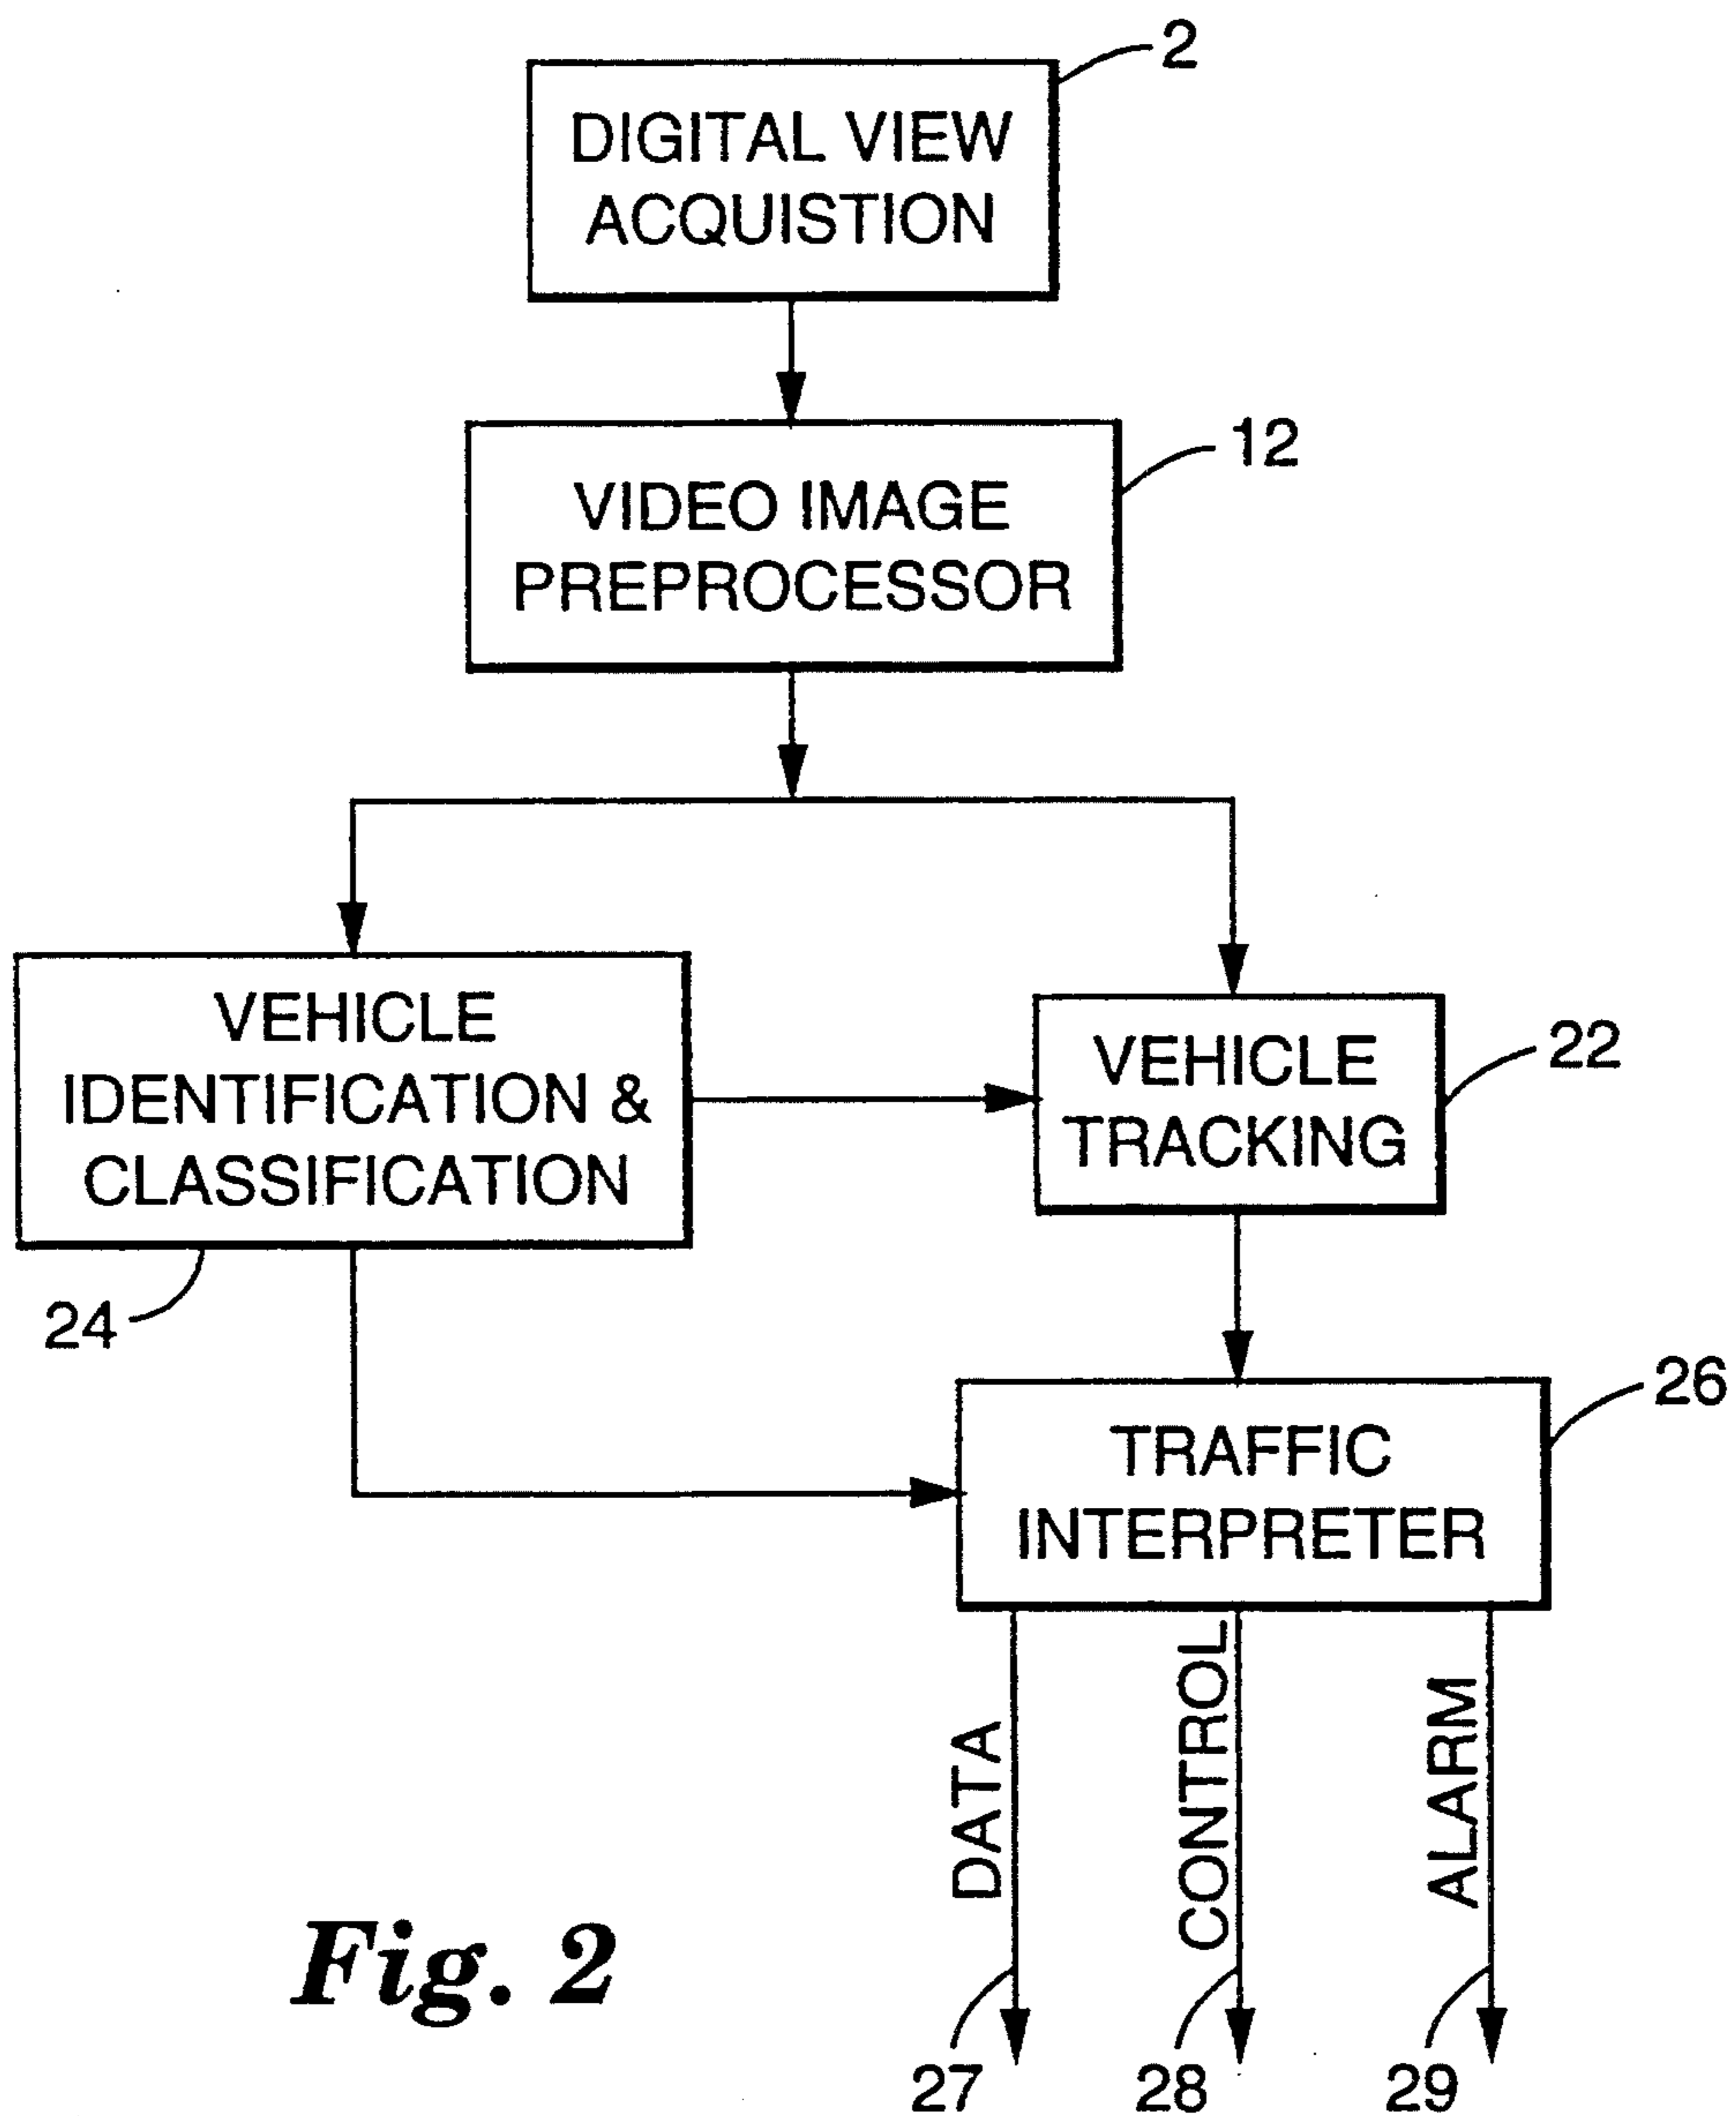 2
DIGITAL VIEW
ACQUISTION
12
VIDEO IMAGE
PREPROCESSOR
VEHICLE
IDENTIFICATION &
CLASSIFICATION
24
VEHICLE
TRACKING
22
26
TRAFFIC
INTERPRETER
DATA
CONTROL
ALARM
27
28
29
Fig. 2